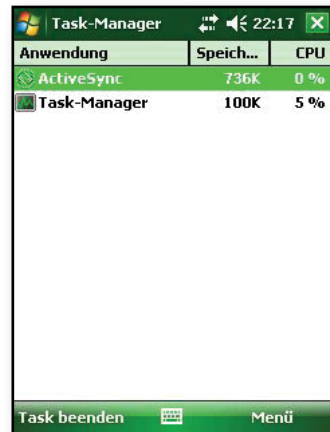 Task-Manager 22:17
Anwendung Speich... CPU
ActiveSync 736K 0 %
Task-Manager 100K 5 %
Task beenden Menü